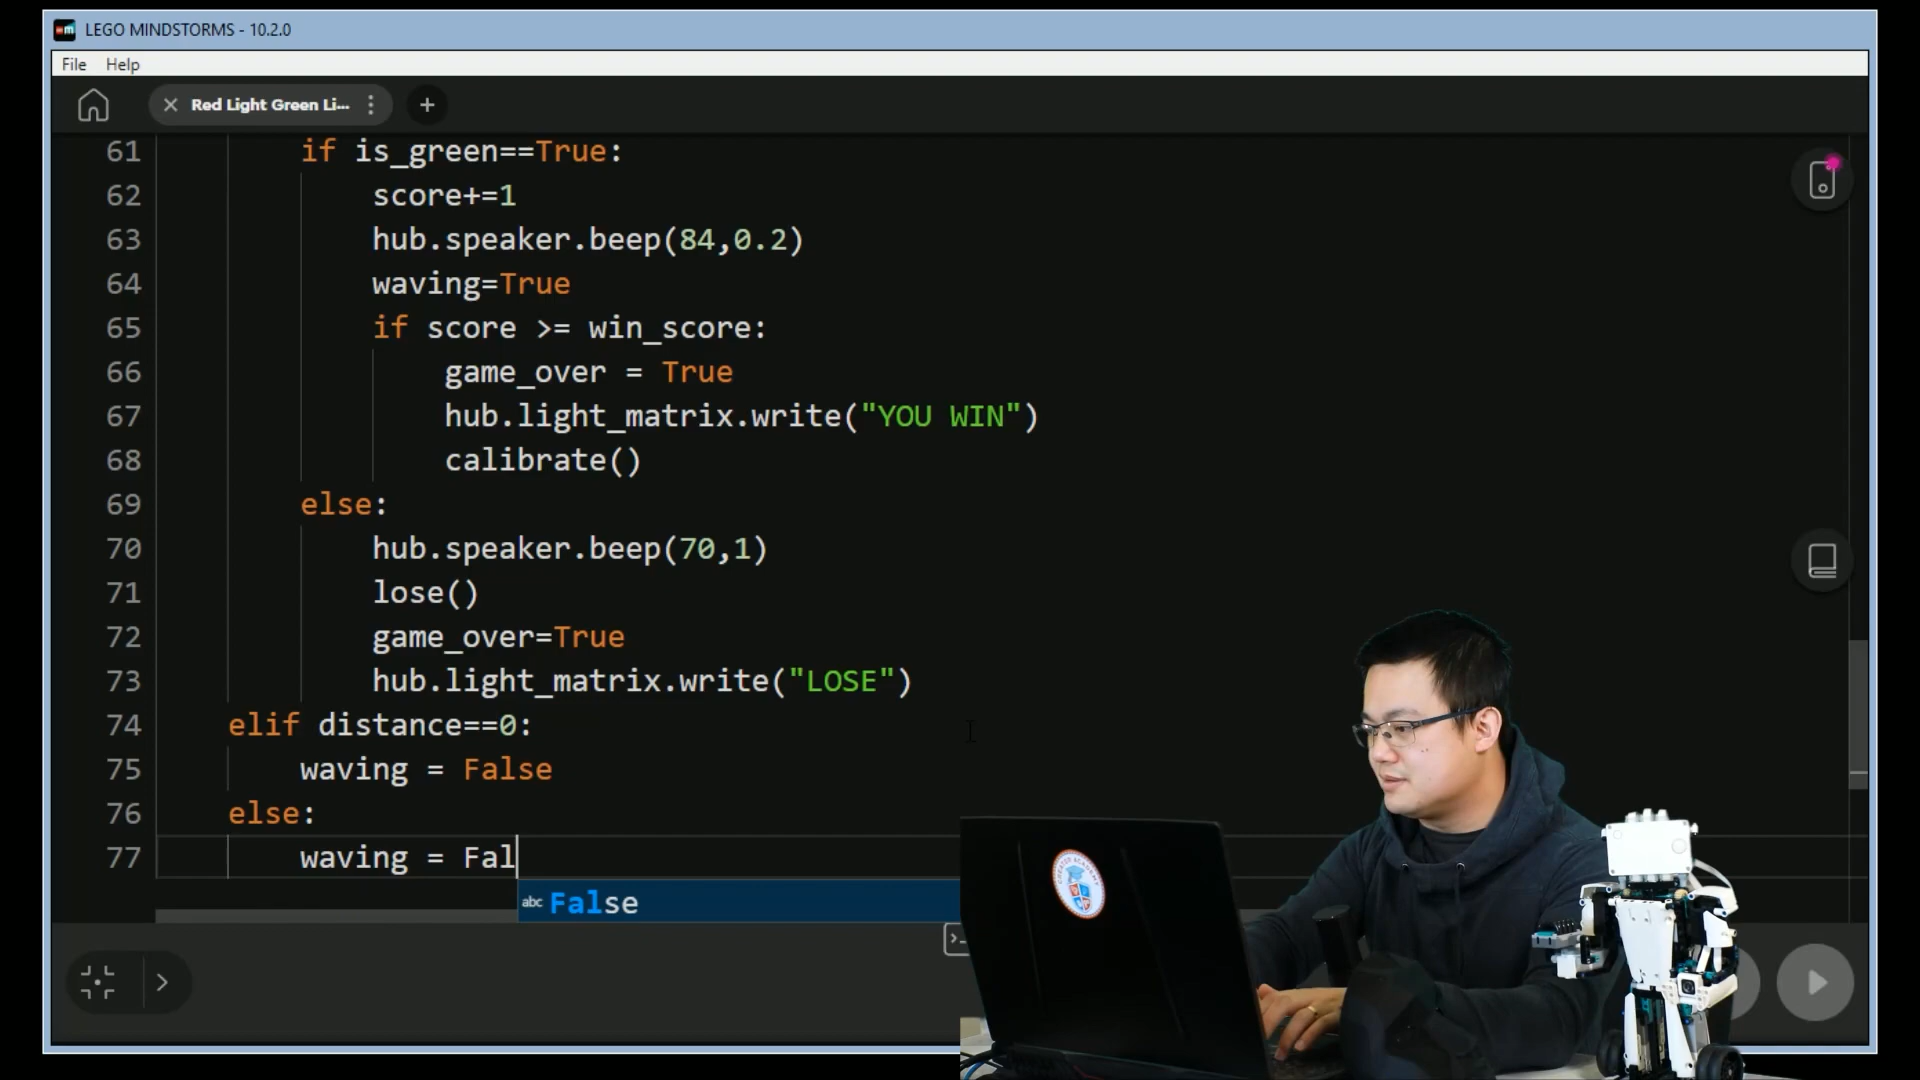 LEGO MINDSTORMS - 10.2.0
File Help
Red Light Green Li...
61 if is_green==True:
62 score+=1
63 hub.speaker.beep(84,0.2)
64 waving=True
65 if score >= win_score:
66 game_over = True
67 hub.light_matrix.write("YOU WIN")
68 calibrate()
69 else:
70 hub.speaker.beep(70,1)
71 lose()
72 game_over=True
73 hub.light_matrix.write("LOSE")
74 elif distance==0:
75 waving = False
76 else:
77 waving = Fal
abc False
CREATOR ACADEMY